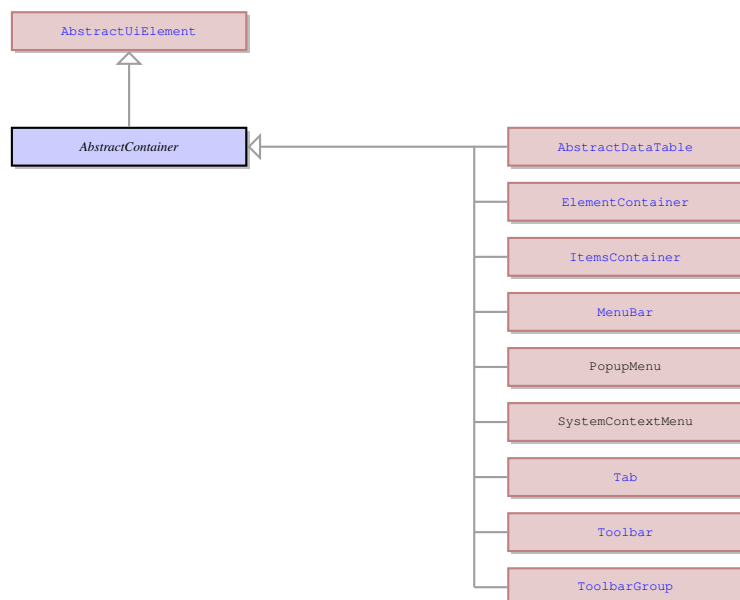 AbstractUiElement
AbstractContainer
AbstractDataTable
ElementContainer
ItemsContainer
MenuBar
PopupMenu
SystemContextMenu
Tab
Toolbar
ToolbarGroup